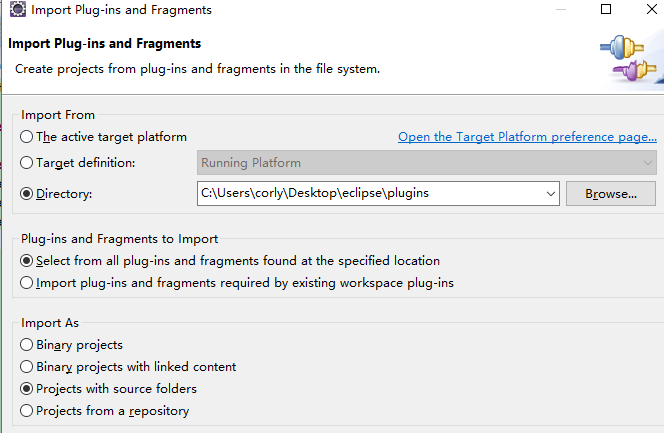 Import Plug-ins and Fragments
Import Plug-ins and Fragments
Create projects from plug-ins and fragments in the file system.
Import From
The active target platform
Open the Target Platform preference page...
Target definition:
Running Platform
Directory:
C:\Users\corly\Desktop\eclipse\plugins
Browse...
Plug-ins and Fragments to Import
Select from all plug-ins and fragments found at the specified location
Import plug-ins and fragments required by existing workspace plug-ins
Import As
Binary projects
Binary projects with linked content
Projects with source folders
Projects from a repository